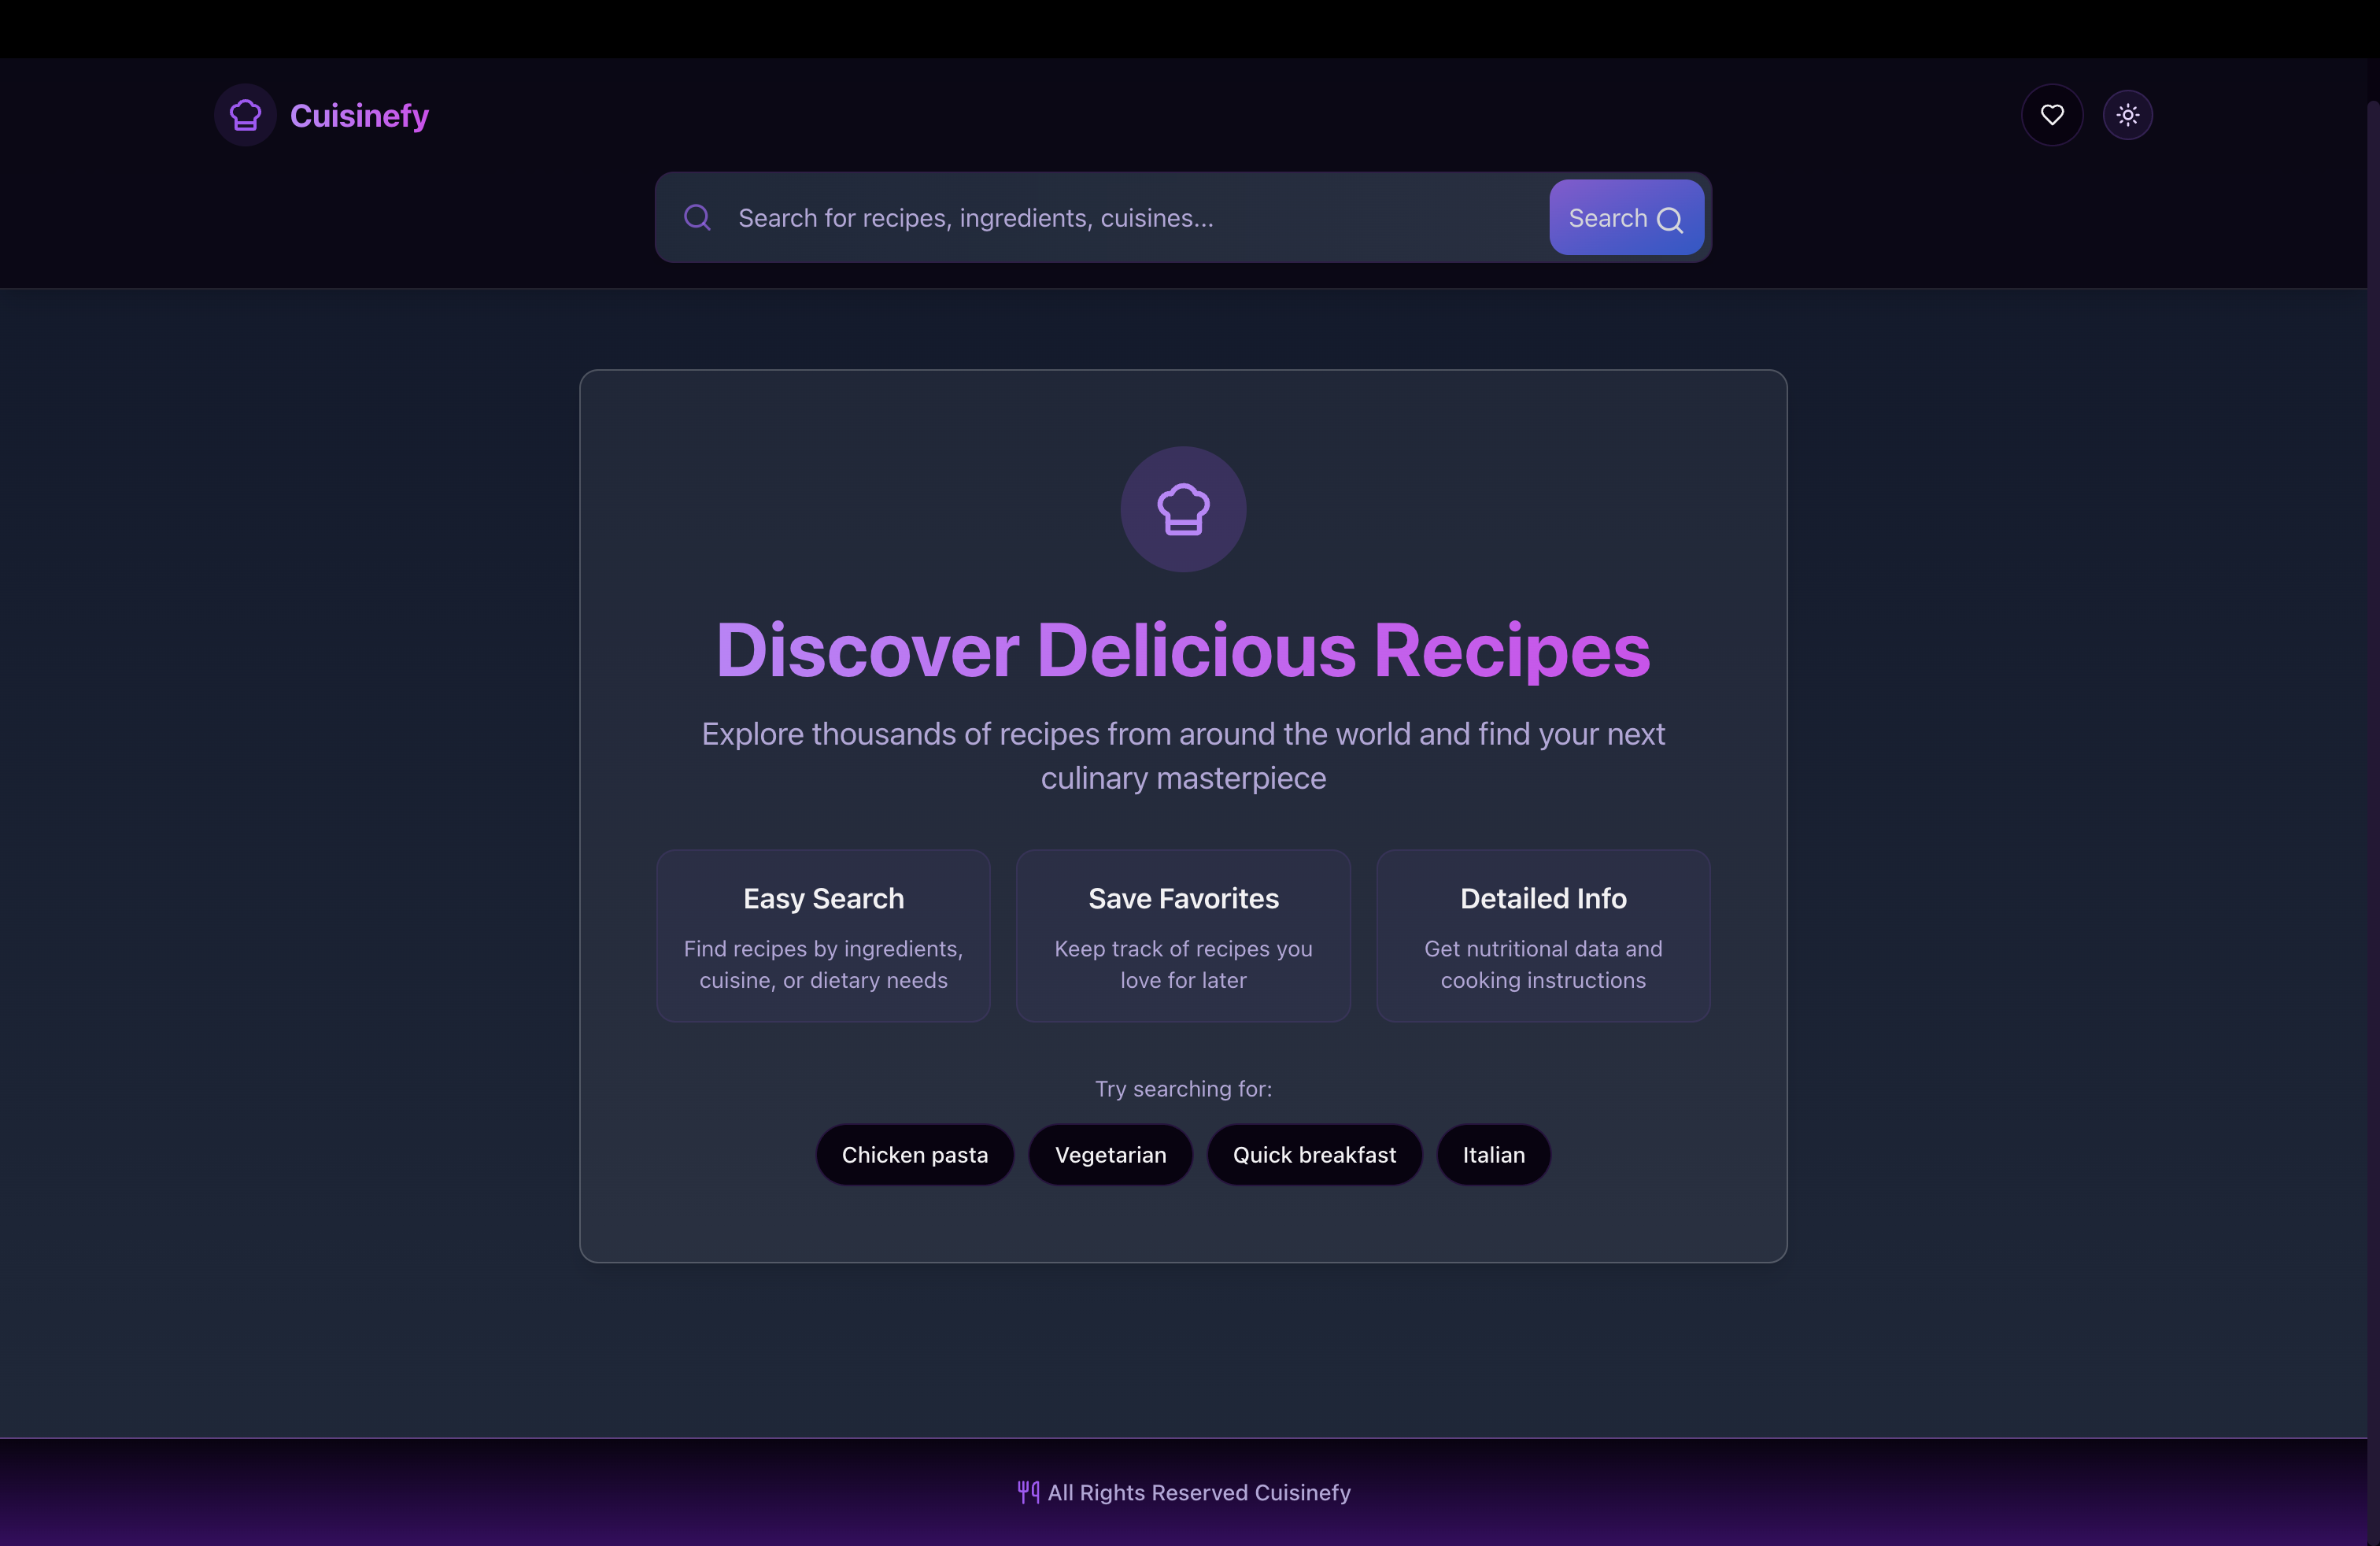 Cuisinefy
Search for recipes, ingredients, cuisines...
Search
Discover Delicious Recipes
Explore thousands of recipes from around the world and find your next
culinary masterpiece
Easy Search
Find recipes by ingredients,
cuisine, or dietary needs
Save Favorites
Keep track of recipes you
love for later
Detailed Info
Get nutritional data and
cooking instructions
Try searching for:
Chicken pasta
Vegetarian
Quick breakfast
Italian
All Rights Reserved Cuisinefy